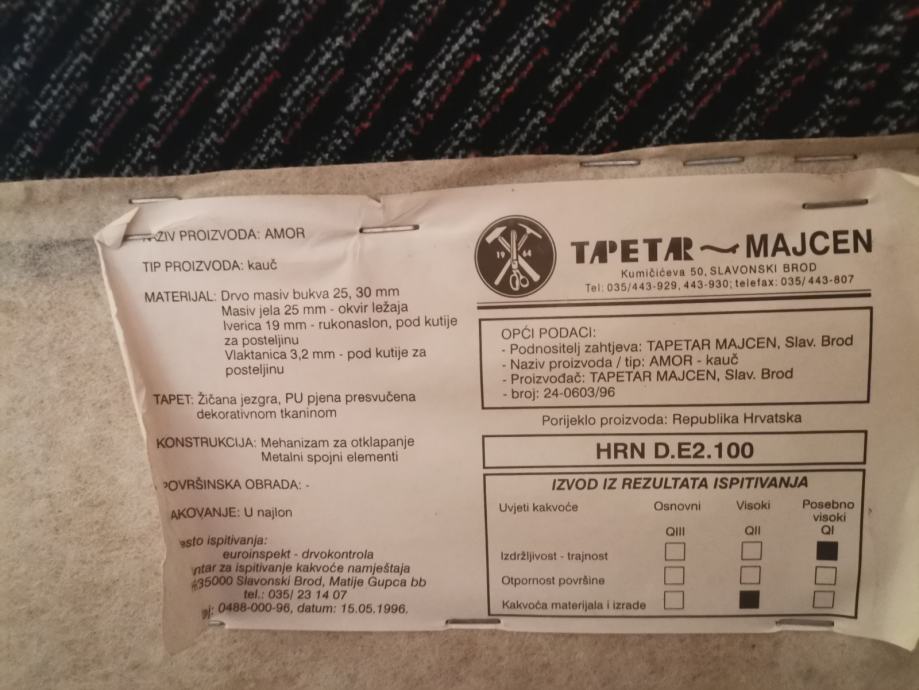 NAZIV PROIZVODA: AMOR
TIP PROIZVODA: kauč
MATERIJAL: Drvo masiv bukva 25, 30 mm
Masiv jela 25 mm - okvir ležaja
Iverica 19 mm - rukonaslon, pod kutije
za posteljinu
Vlaktanica 3,2 mm - pod kutije za
posteljinu
TAPET: Žičana jezgra, PU pjena presvučena
dekorativnom tkaninom
KONSTRUKCIJA: Mehanizam za otklapanje
Metalni spojni elementi
POVRŠINSKA OBRADA: -
AKOVANJE: U najlon
esto ispitivanja:
euroinspekt - drvokontrola
ntar za ispitivanje kakvoće namještaja
35000 Slavonski Brod, Matije Gupca bb
tel.: 035/ 23 14 07
j: 0488-000-96, datum: 15.05.1996.
19 64
TAPETAR ~ MAJCEN
Kumičićeva 50, SLAVONSKI BROD
Tel: 035/443-929, 443-930; telefax: 035/443-807
OPĆI PODACI:
- Podnositelj zahtjeva: TAPETAR MAJCEN, Slav. Brod
- Naziv proizvoda / tip: AMOR - kauč
- Proizvođač: TAPETAR MAJCEN, Slav. Brod
- broj: 24-0603/96
Porijeklo proizvoda: Republika Hrvatska
HRN D.E2.100
IZVOD IZ REZULTATA ISPITIVANJA
Uvjeti kakvoće Osnovni Visoki Posebno
visoki
QIII QII QI
Izdržljivost - trajnost
Otpornost površine
Kakvoća materijala i izrade